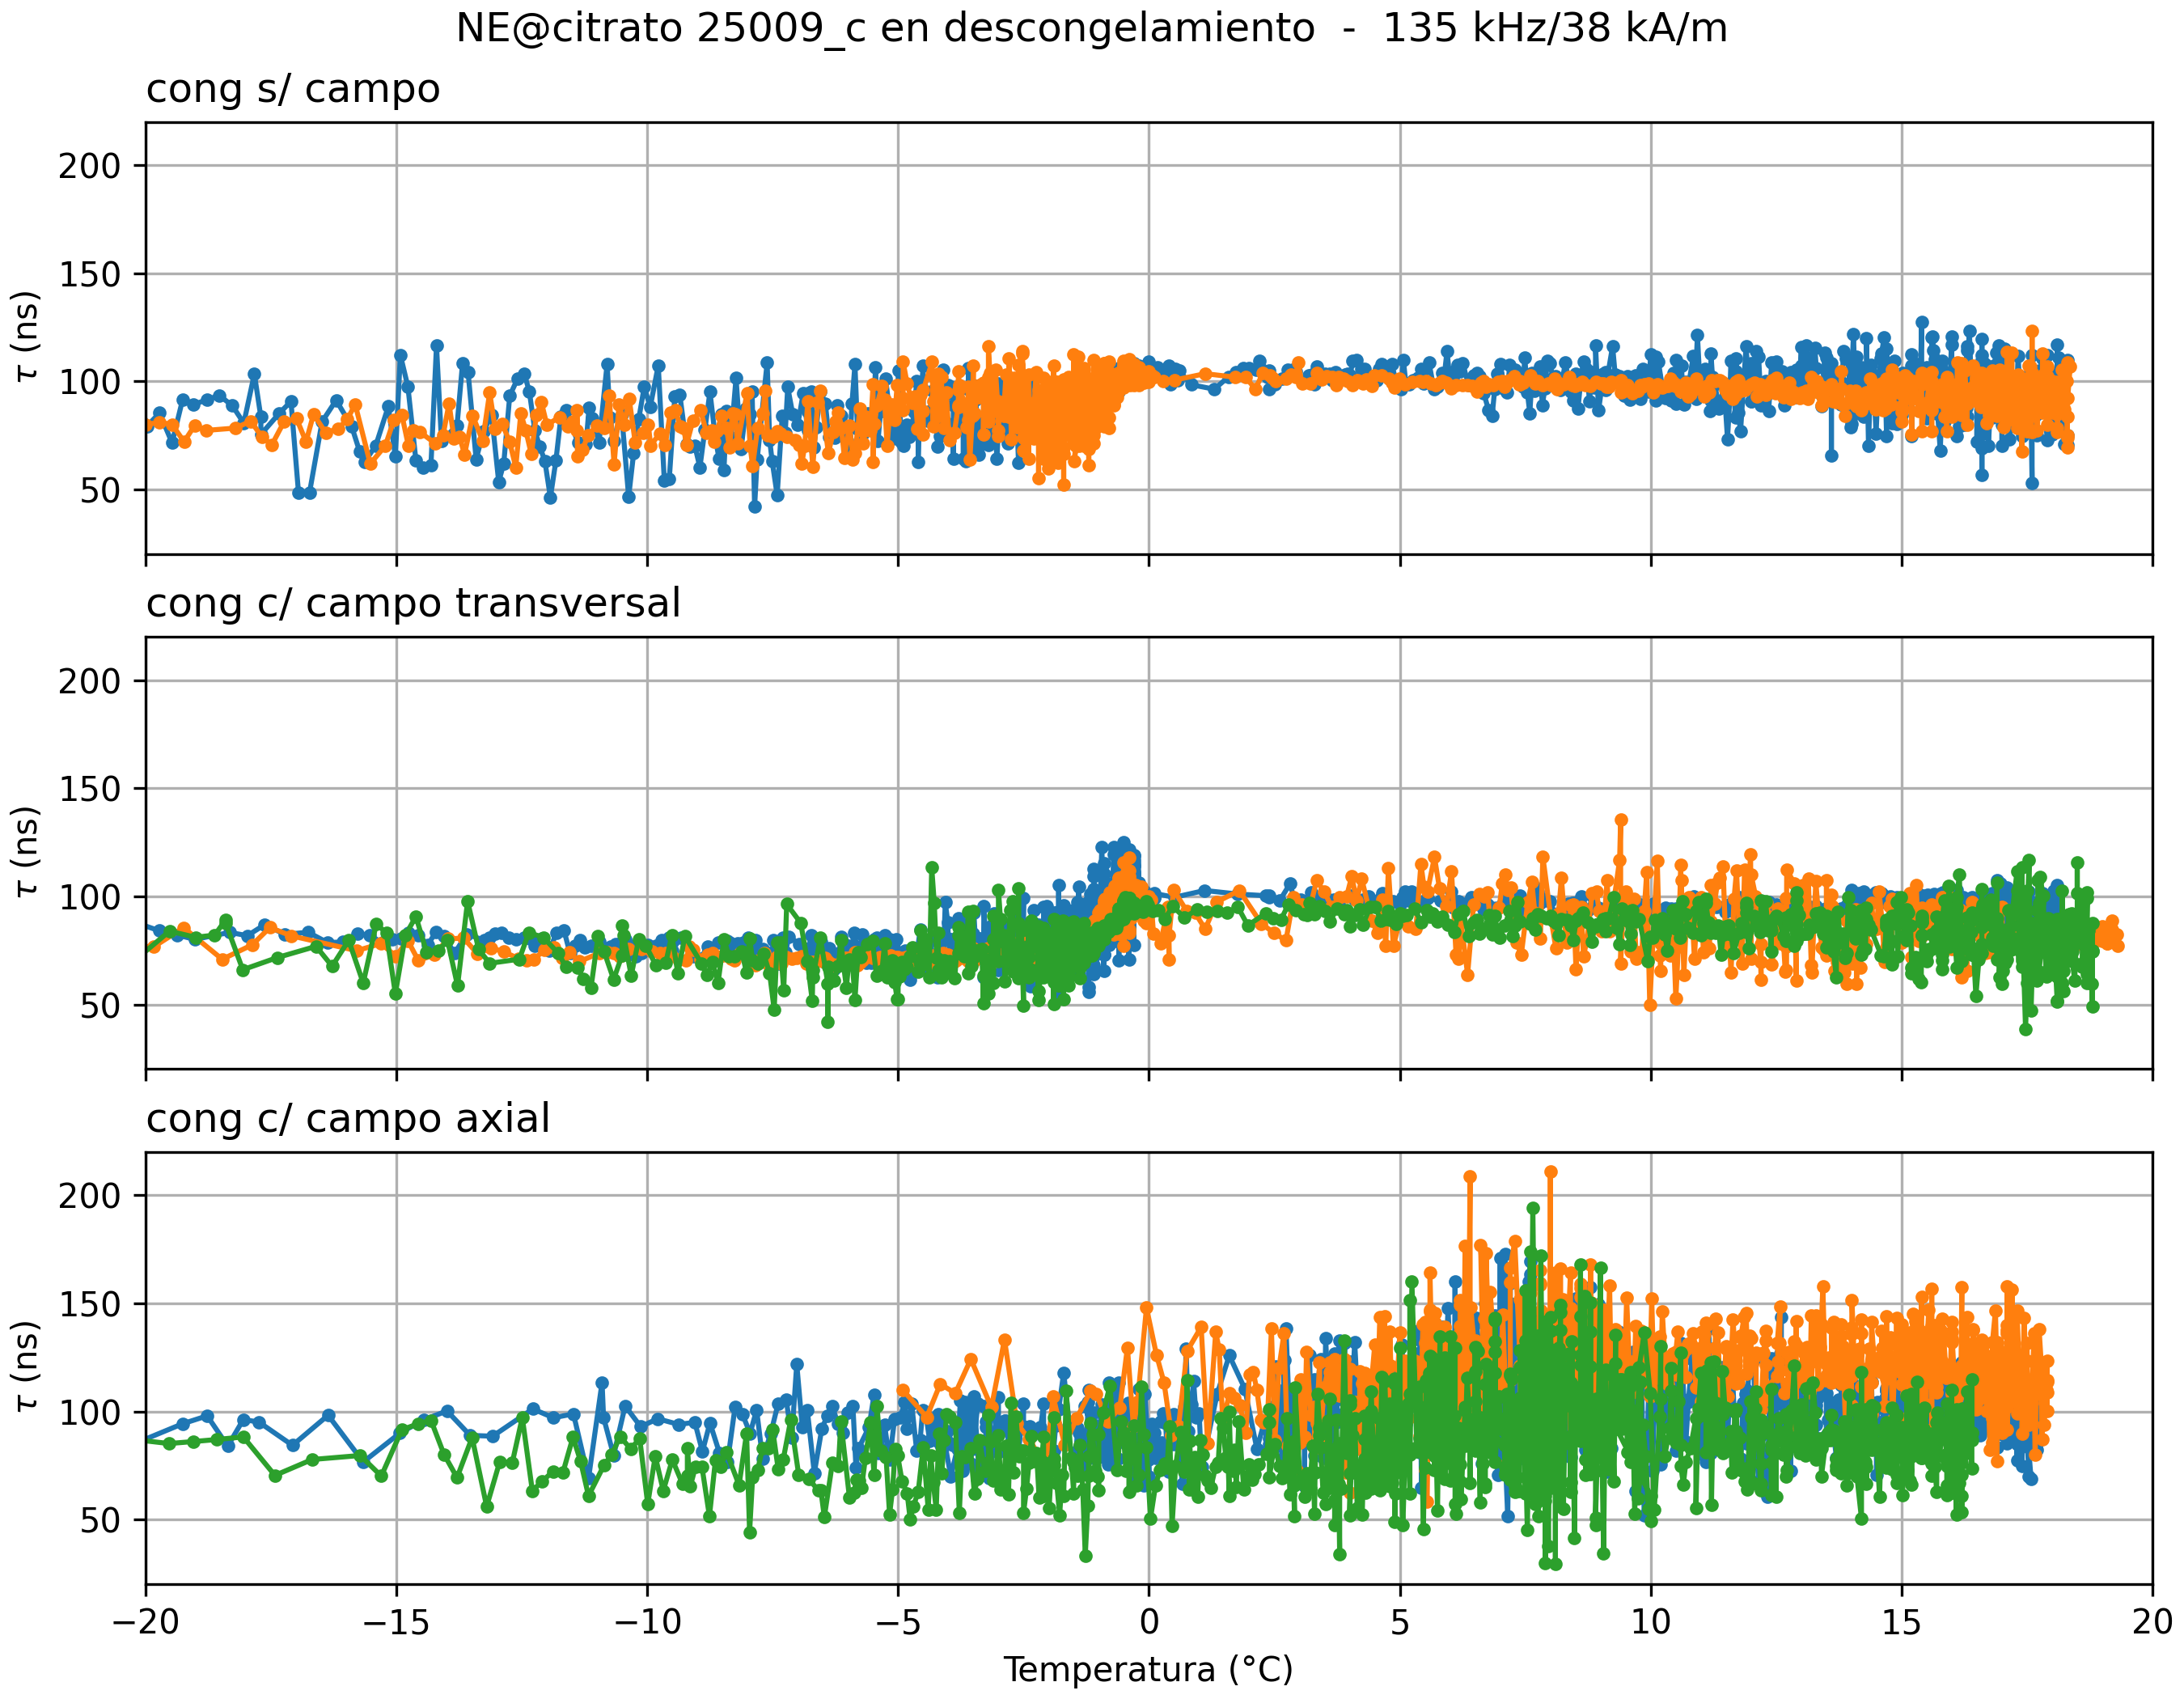 NE@citrato 25009_c en descongelamiento - 135 kHz/38 kA/m
cong s/ campo
200
150
100
50
τ (ns)
cong c/ campo transversal
200
150
100
50
τ (ns)
cong c/ campo axial
200
150
100
50
τ (ns)
−20 −15 −10 −5 0 5 10 15 20
Temperatura (°C)